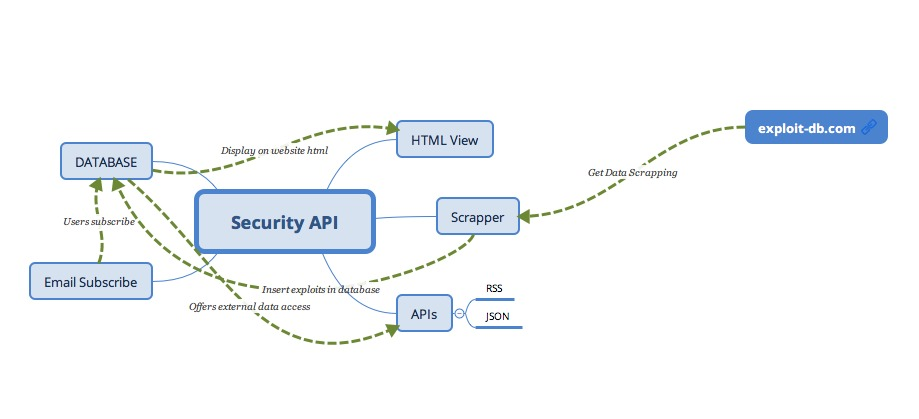 exploit-db.com
HTML View
Display on website html
DATABASE
Get Data Scrapping
Security API
Scrapper
Users subscribe
Email Subscribe
Insert exploits in database
RSS
Offers external data access
APIs
JSON